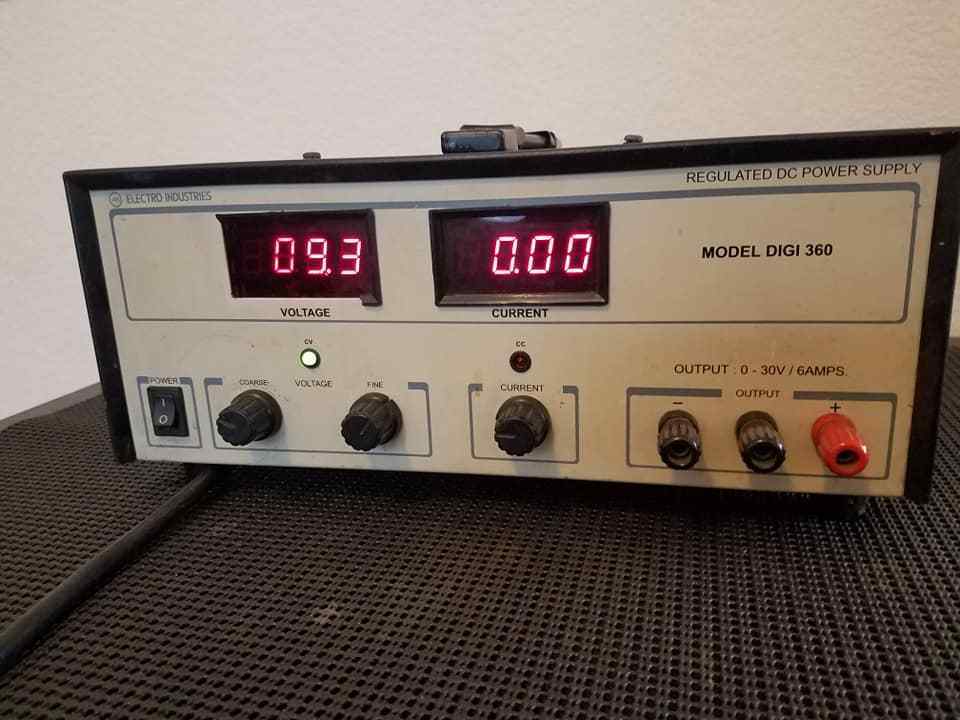 REGULATED DC POWER SUPPLY
ELECTRO INDUSTRIES
09.3
0.00
MODEL DIGI 360
VOLTAGE
CURRENT
CV
CC
OUTPUT : 0 - 30V / 6AMPS.
POWER
COARSE
VOLTAGE
FINE
CURRENT
OUTPUT
- +
I
O